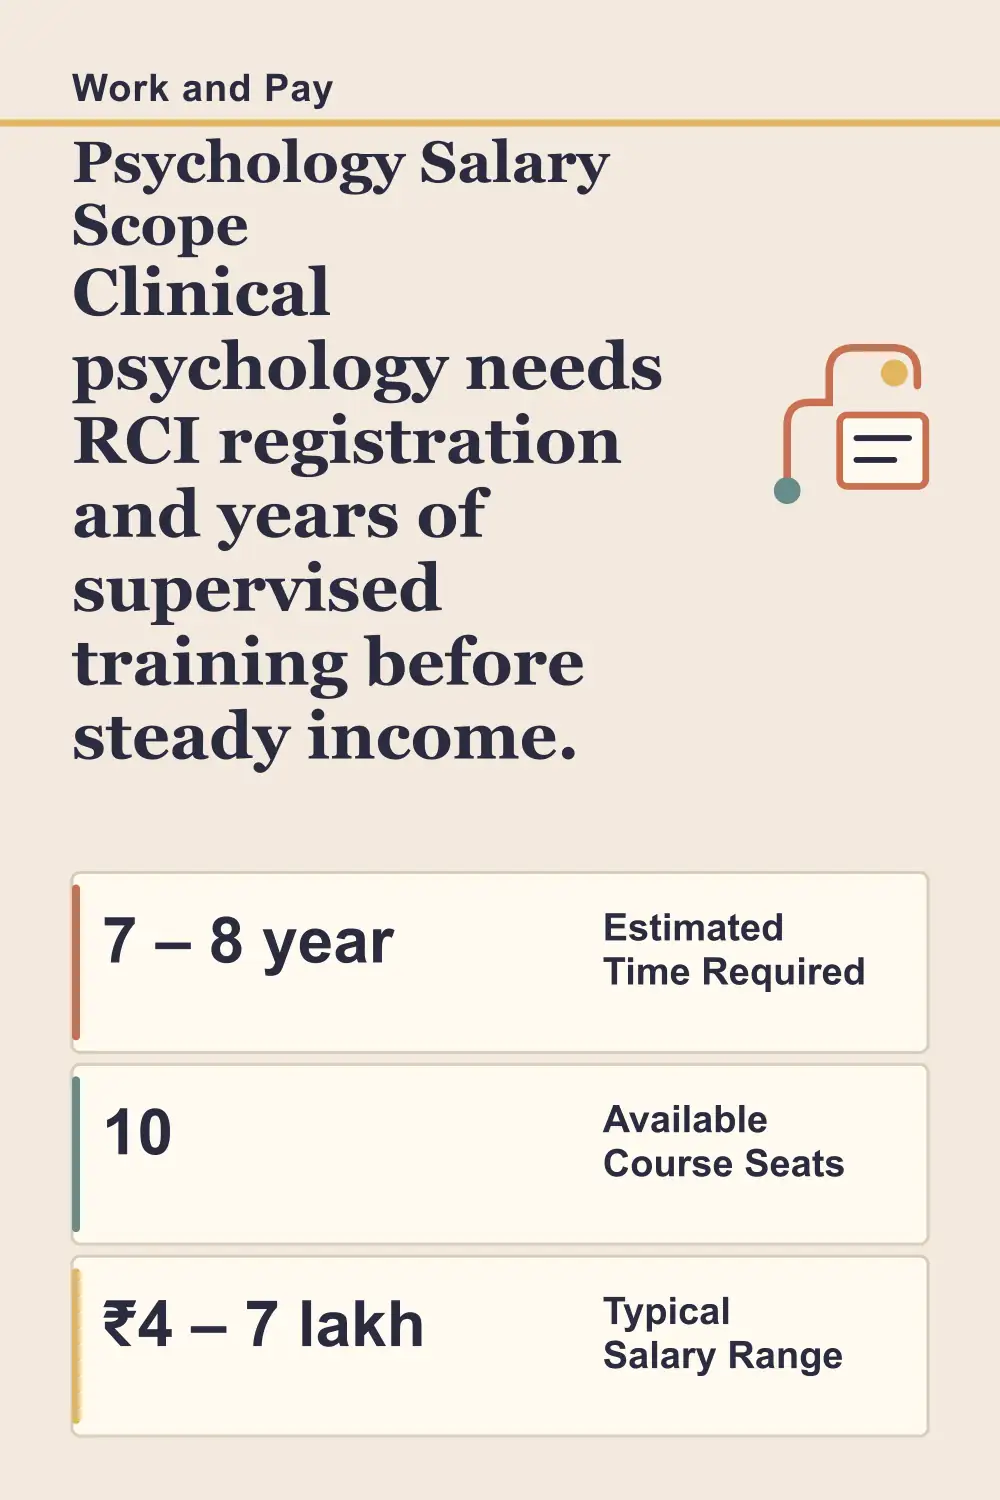 Work and Pay
Psychology Salary
Scope
Clinical
psychology needs
RCI registration
and years of
supervised
training before
steady income.
7 – 8 year
Estimated
Time Required
10
Available
Course Seats
₹4 – 7 lakh
Typical
Salary Range